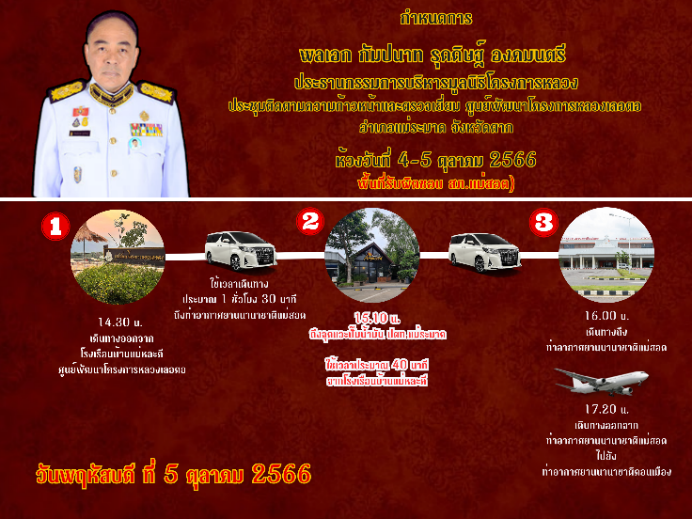 กำหนดการ
พลเอก กัมปนาท รุดดิษฐ์ องคมนตรี
ประธานกรรมการบริหารมูลนิธิโครงการหลวง
ประชุมติดตามความก้าวหน้าและตรวจเยี่ยม ศูนย์พัฒนาโครงการหลวงเลอตอ
อำเภอแม่ระมาด จังหวัดตาก
ห้วงวันที่ 4-5 ตุลาคม 2566
พื้นที่รับผิดชอบ สภ.แม่สอด)
1
2
3
ใช้เวลาเดินทาง
ประมาณ 1 ชั่วโมง 30 นาที
ถึงท่าอากาศยานนานาชาติแม่สอด
14.30 น.
เดินทางออกจาก
โรงเรียนบ้านแม่หละคี
ศูนย์พัฒนาโครงการหลวงเลอตอ
15.10 น.
ถึงจุดแวะปั๊มน้ำมัน ปตท.แม่ระมาด
ใช้เวลาประมาณ 40 นาที
จากโรงเรียนบ้านแม่หละคี
16.00 น.
เดินทางถึง
ท่าอากาศยานนานาชาติแม่สอด
17.20 น.
เดินทางออกจาก
ท่าอากาศยานนานาชาติแม่สอด
ไปยัง
ท่าอากาศยานนานาชาติดอนเมือง
วันพฤหัสบดี ที่ 5 ตุลาคม 2566